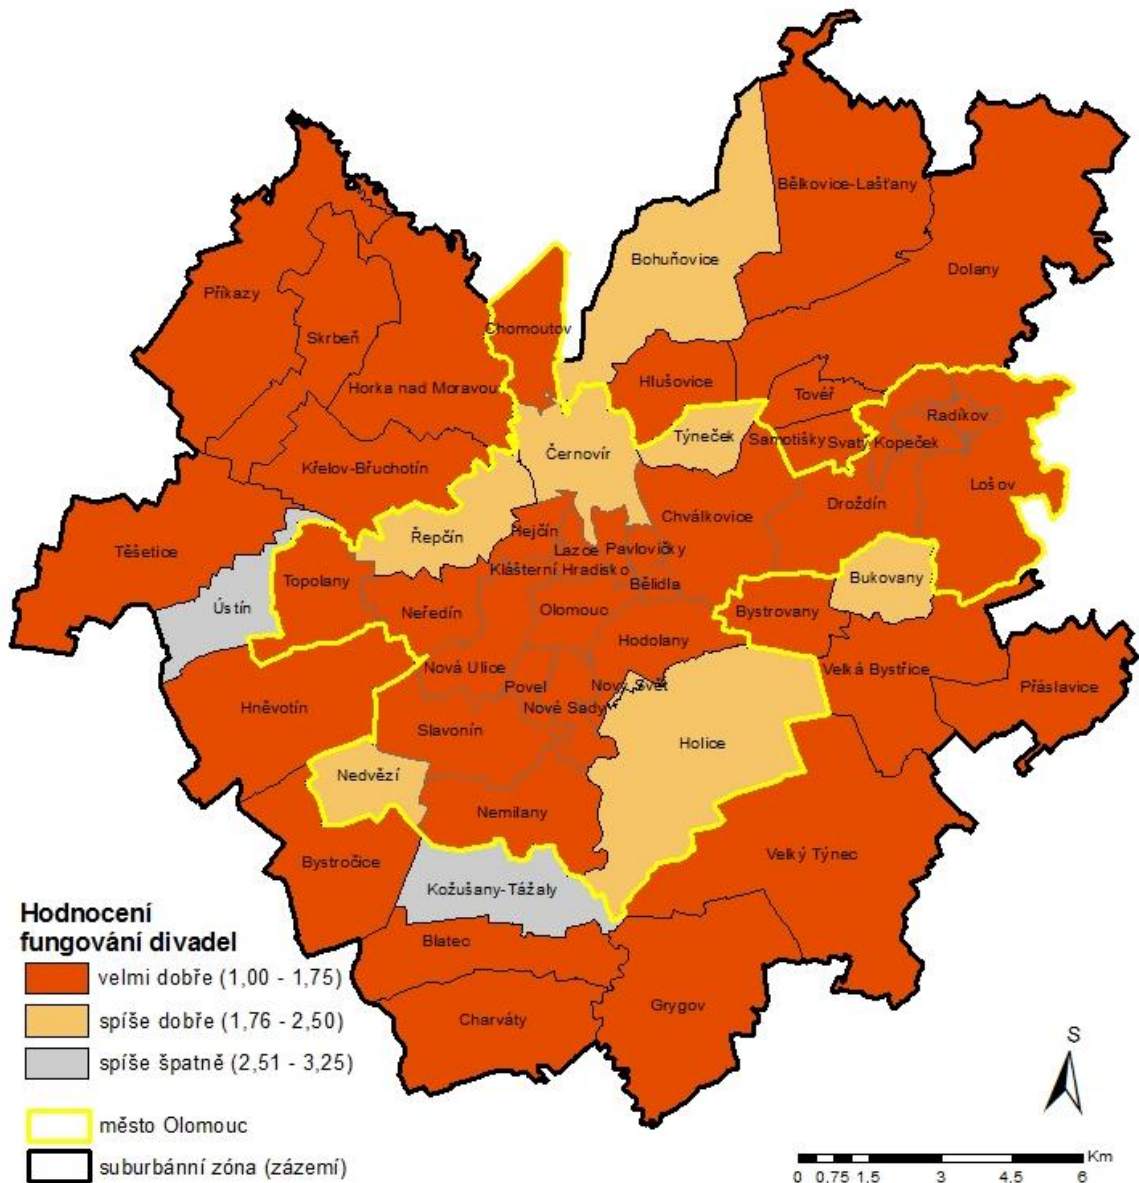 Bělkovice-Lašťany
Bohuňovice
Dolany
Příkazy
Chomoutov
Skrbeň
Hlušovice
Horka nad Moravou
Tovéř
Radíkov
Týneček
Samotišky
Svatý Kopeček
Černovír
Křelov-Břuchotín
Lošov
Droždín
Chválkovice
Řepčín
Hejčín
Lazce
Pavlovičky
Těšetice
Klášterní Hradisko
Bělidla
Topolany
Bukovany
Ústín
Neředín
Olomouc
Bystrovany
Hodolany
Nová Ulice
Velká Bystřice
Povel
Nový Svět
Přáslavice
Hněvotín
Nové Sady
Slavonín
Holice
Nedvězí
Nemilany
Velký Týnec
Bystročice
Kožušany-Tážaly
Blatec
Grygov
Charváty
Hodnocení
fungování divadel
velmi dobře (1,00 - 1,75)
spíše dobře (1,76 - 2,50)
spíše špatně (2,51 - 3,25)
město Olomouc
suburbánní zóna (zázemí)
S
Km
0 0.75 1.5 3 4.5 6